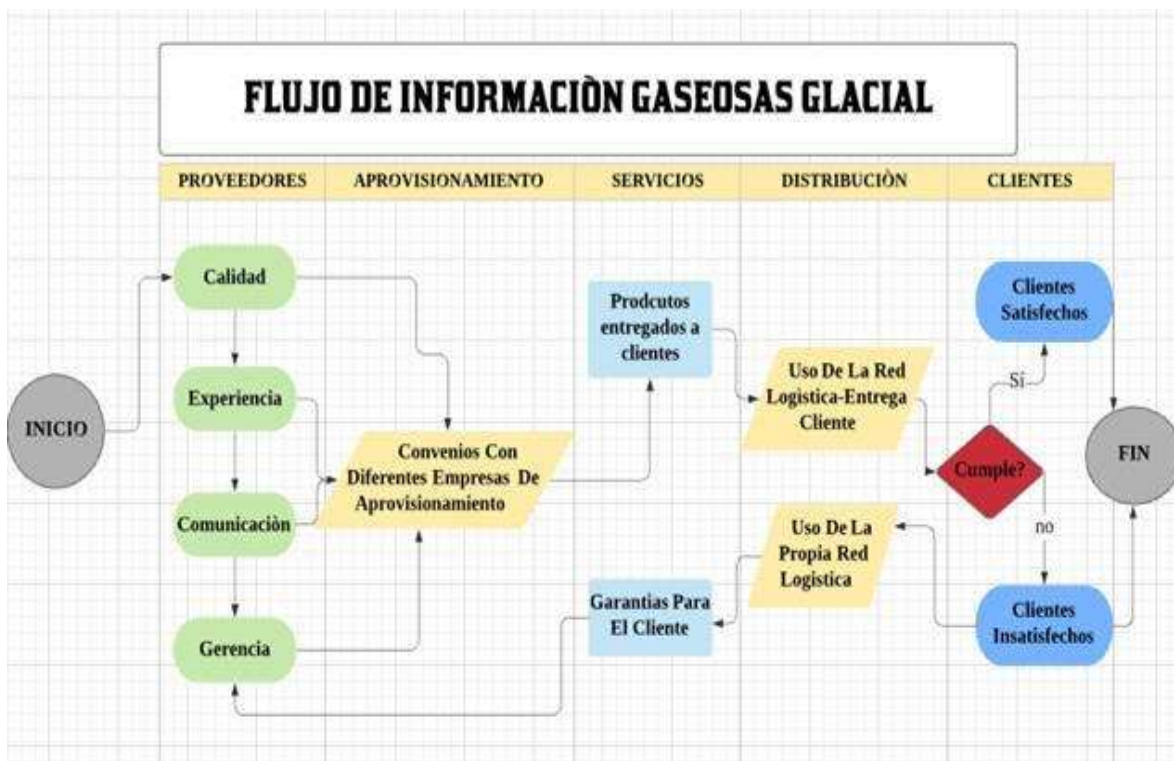 FLUJO DE INFORMACIÒN GASEOSAS GLACIAL
PROVEEDORES
APROVISIONAMIENTO
SERVICIOS
DISTRIBUCIÒN
CLIENTES
INICIO
Calidad
Experiencia
Comunicaciòn
Gerencia
Convenios Con
Diferentes Empresas De
Aprovisionamiento
Prodcutos
entregados a
clientes
Garantias Para
El Cliente
Uso De La Red
Logistica-Entrega
Cliente
Uso De La
Propia Red
Logistica
Clientes
Satisfechos
Sí
Cumple?
no
Clientes
Insatisfechos
FIN